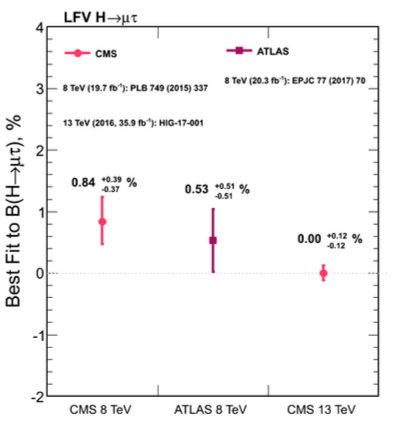 LFV H→μτ
4
CMS
ATLAS
8 TeV (19.7 fb⁻¹): PLB 749 (2015) 337
8 TeV (20.3 fb⁻¹): EPJC 77 (2017) 70
3
13 TeV (2016, 35.9 fb⁻¹): HIG-17-001
2
0.84 +0.39 -0.37 %
0.53 +0.51 -0.51 %
1
0.00 +0.12 -0.12 %
0
-1
-2
Best Fit to B(H→μτ), %
CMS 8 TeV
ATLAS 8 TeV
CMS 13 TeV